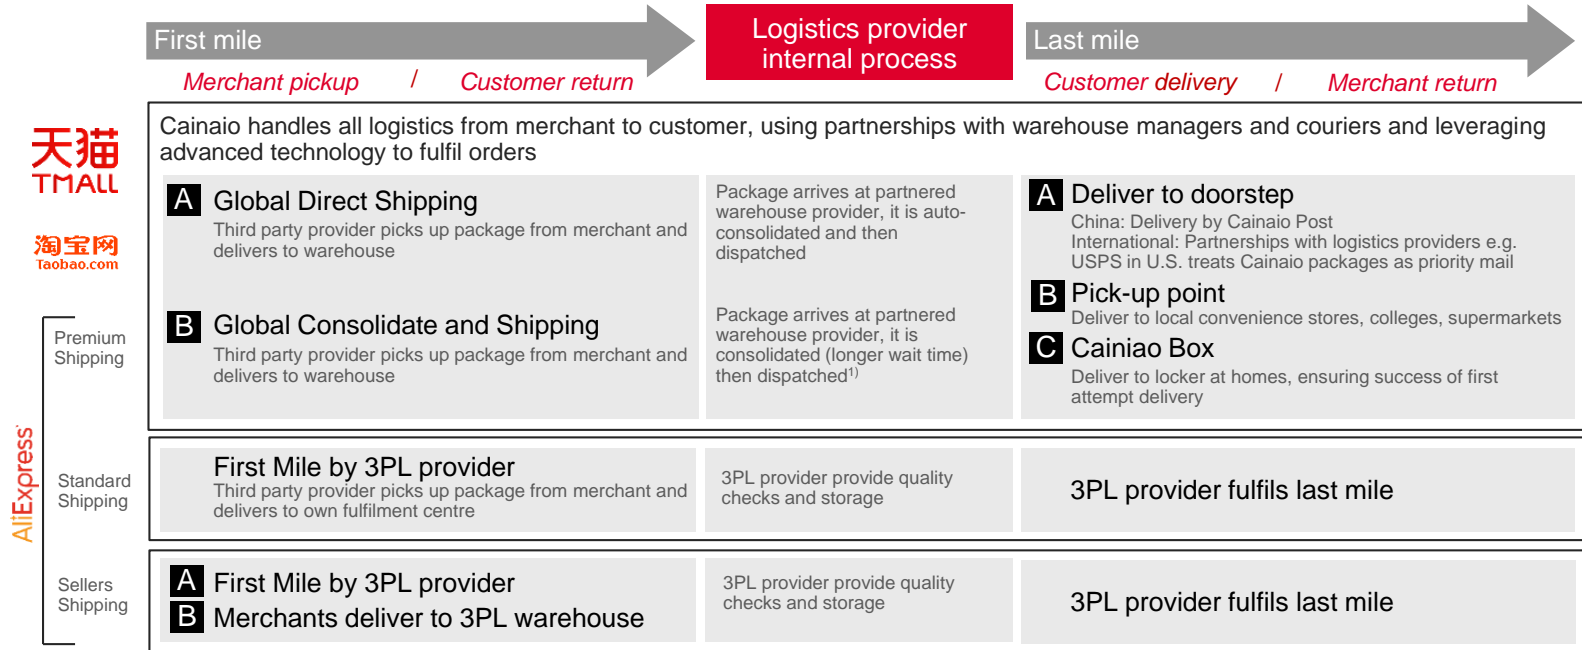 First mile
Logistics provider
internal process
Last mile
Merchant pickup / Customer return
Customer delivery / Merchant return
天猫
TMALL
淘宝网
Taobao.com
Cainaio handles all logistics from merchant to customer, using partnerships with warehouse managers and couriers and leveraging
advanced technology to fulfil orders
A Global Direct Shipping
Third party provider picks up package from merchant and
delivers to warehouse
Package arrives at partnered
warehouse provider, it is auto-
consolidated and then
dispatched
A Deliver to doorstep
China: Delivery by Cainaio Post
International: Partnerships with logistics providers e.g.
USPS in U.S. treats Cainaio packages as priority mail
B Pick-up point
Deliver to local convenience stores, colleges, supermarkets
C Cainiao Box
Deliver to locker at homes, ensuring success of first
attempt delivery
B Global Consolidate and Shipping
Third party provider picks up package from merchant and
delivers to warehouse
Package arrives at partnered
warehouse provider, it is
consolidated (longer wait time)
then dispatched1)
AliExpress
Premium
Shipping
Standard
Shipping
First Mile by 3PL provider
Third party provider picks up package from merchant and
delivers to own fulfilment centre
3PL provider provide quality
checks and storage
3PL provider fulfils last mile
Sellers
Shipping
A First Mile by 3PL provider
B Merchants deliver to 3PL warehouse
3PL provider provide quality
checks and storage
3PL provider fulfils last mile